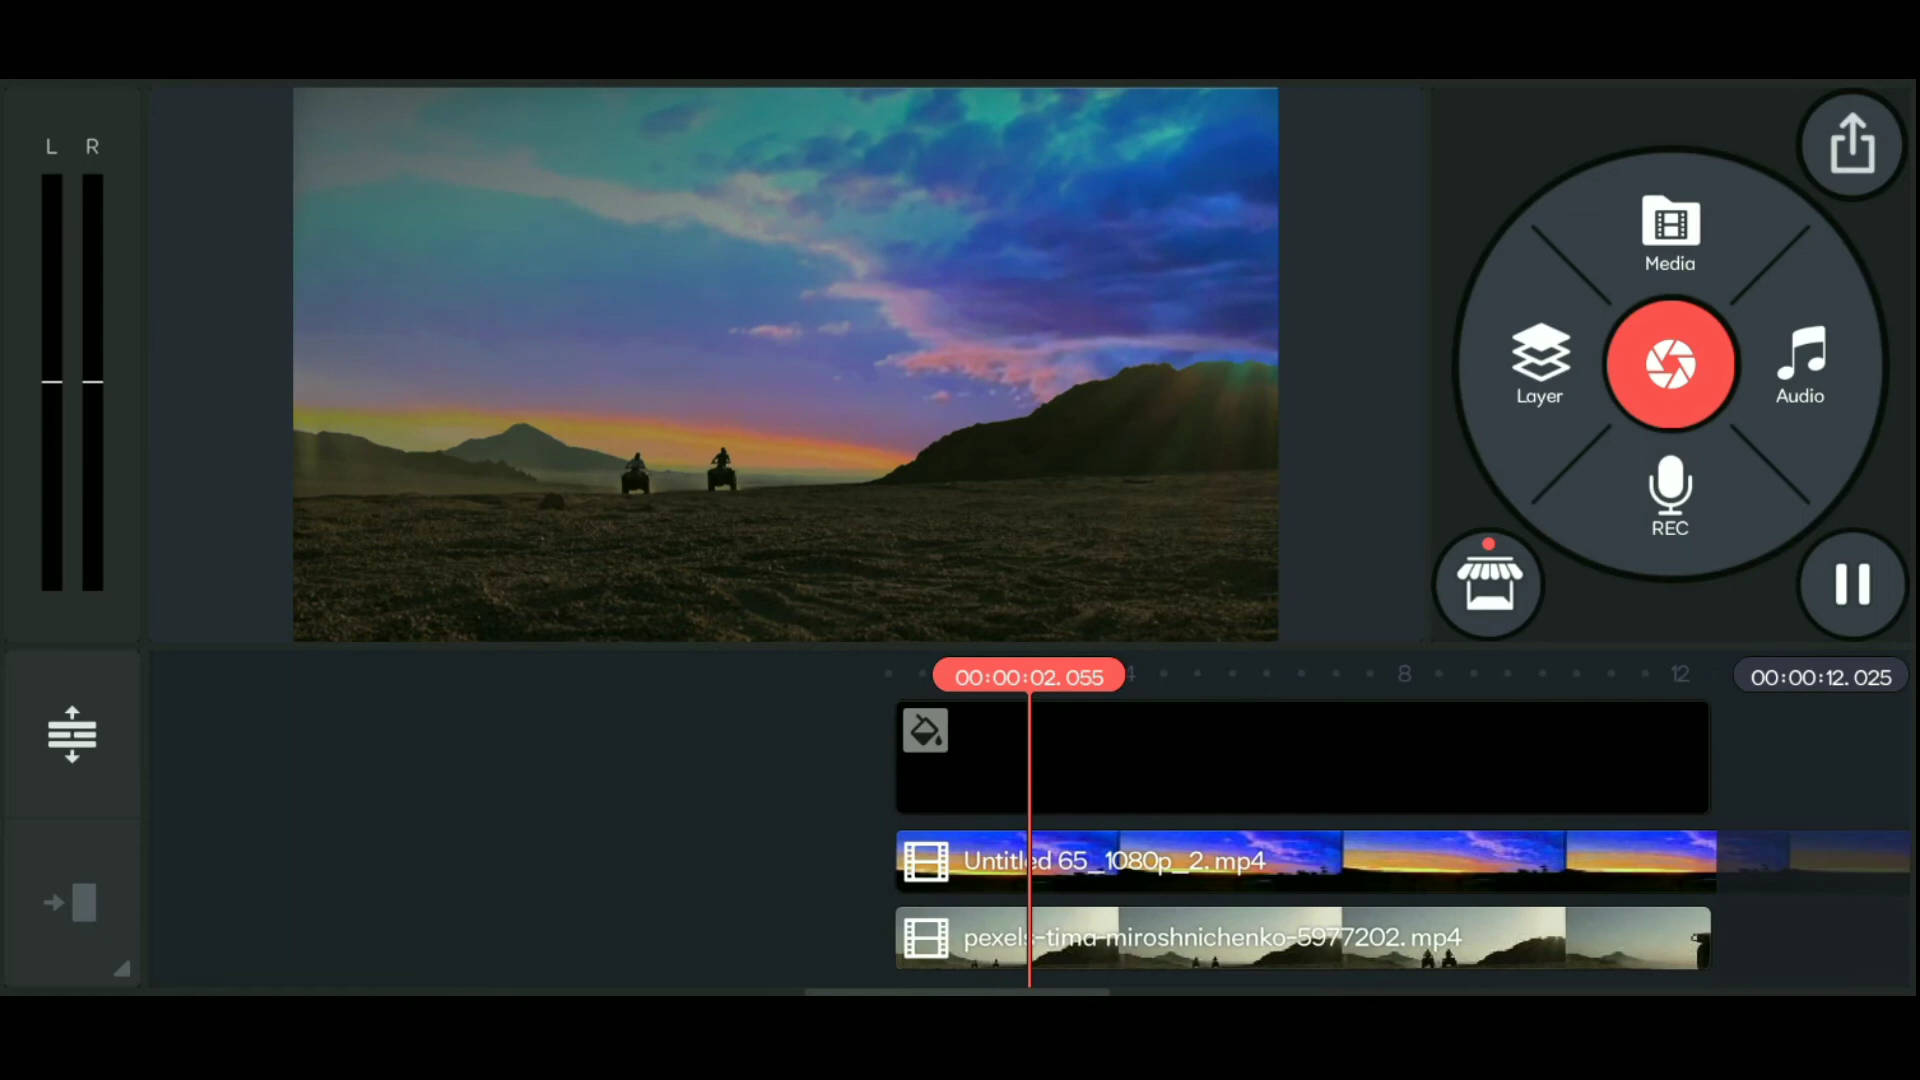 L R
Media
Layer
Audio
REC
00:00:02.055
4
8
12
00:00:12.025
Untitled 65_1080p_2.mp4
pexels-tima-miroshnichenko-5977202.mp4